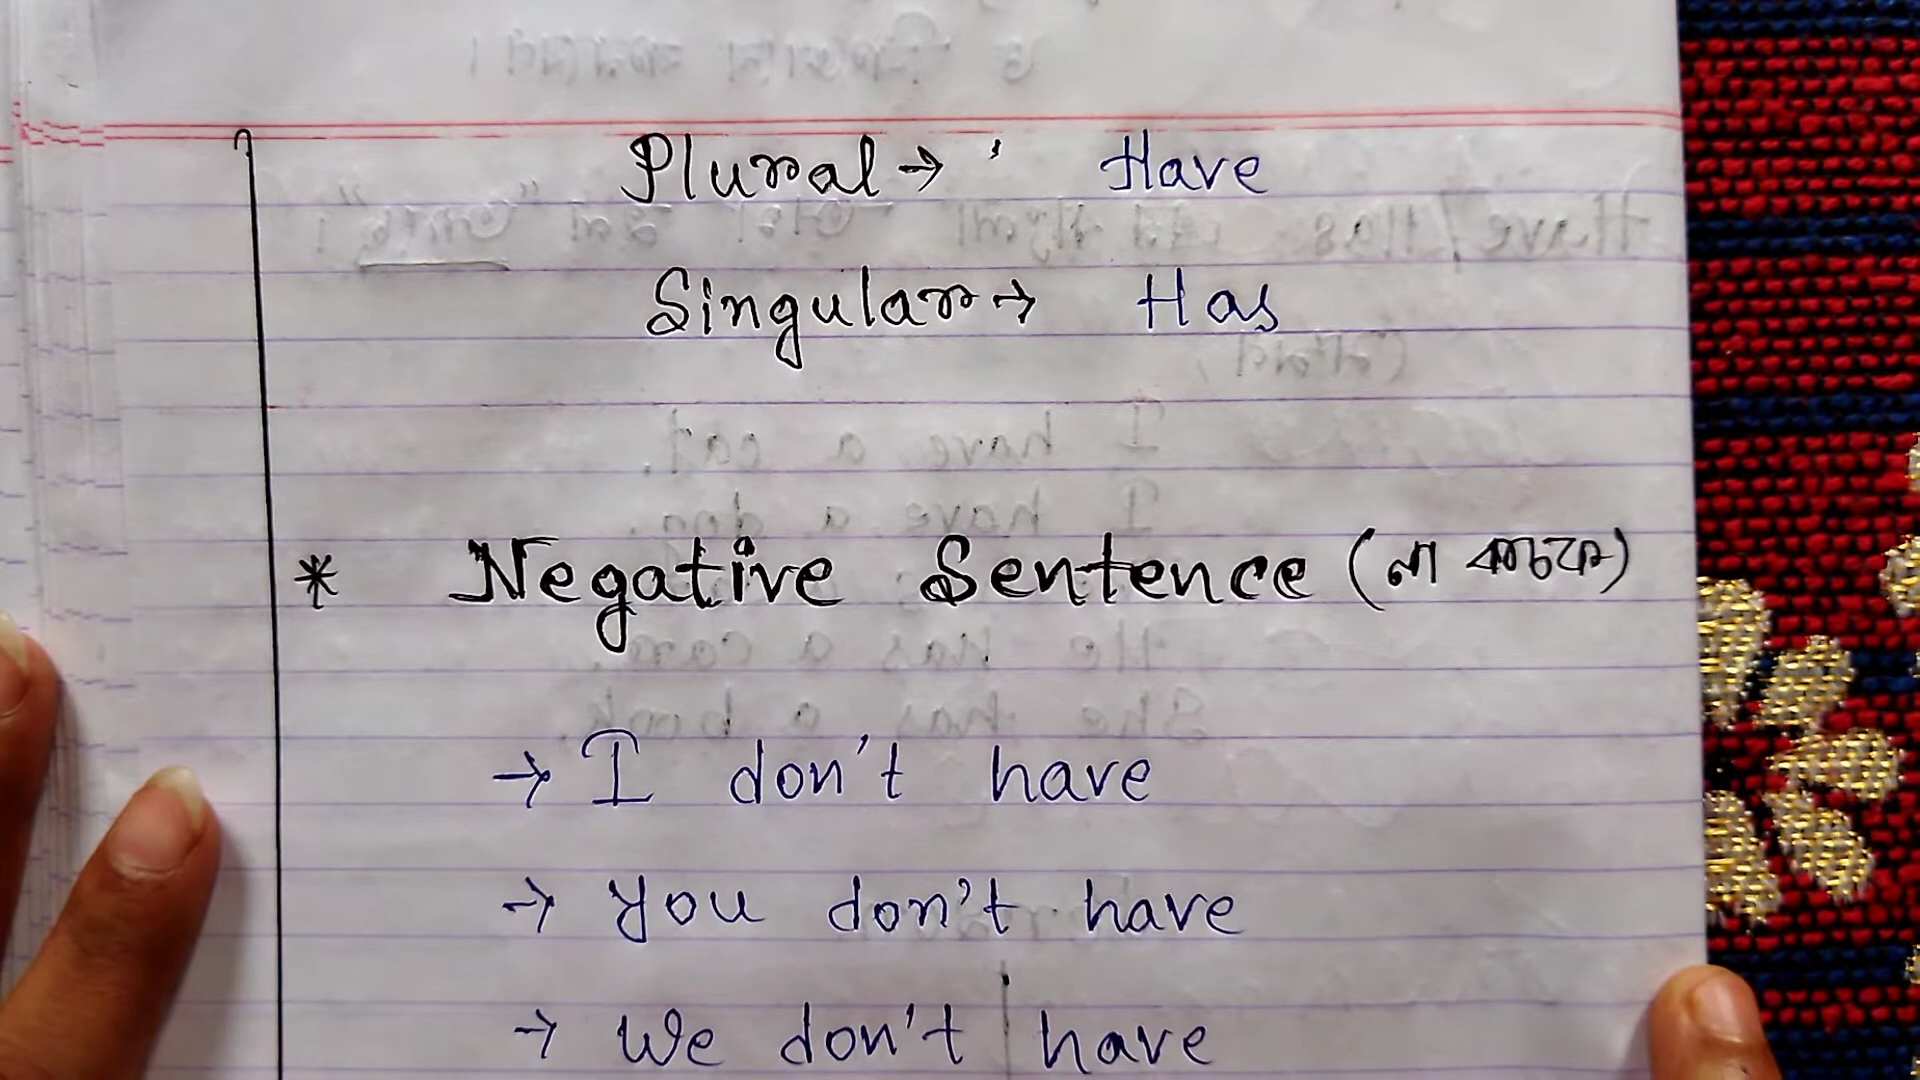 Plural → Have
Singular → Has
* Negative Sentence (না বাচক)
→ I don't have
→ You don't have
→ We don't have